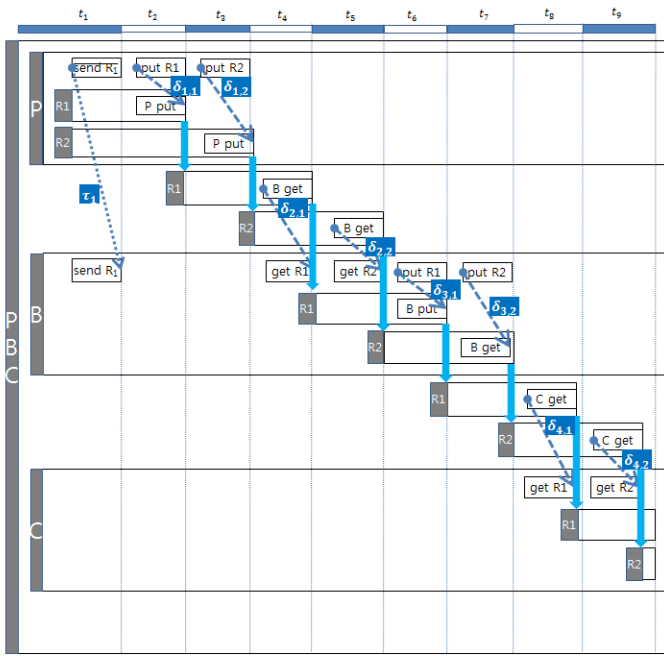 t₁ t₂ t₃ t₄ t₅ t₆ t₇ t₈ t₉
P B C
P
send R₁ put R1 put R2
δ₁,₁ δ₁,₂
R1 P put
R2 P put
τ₁
R1 B get
δ₂,₁
R2 B get
δ₂,₂
B
send R₁ get R1 get R2 put R1 put R2
δ₃,₁
R1 B put
δ₃,₂
R2 B get
R1 C get
δ₄,₁
R2 C get
δ₄,₂
C
get R1 get R2
R1
R2